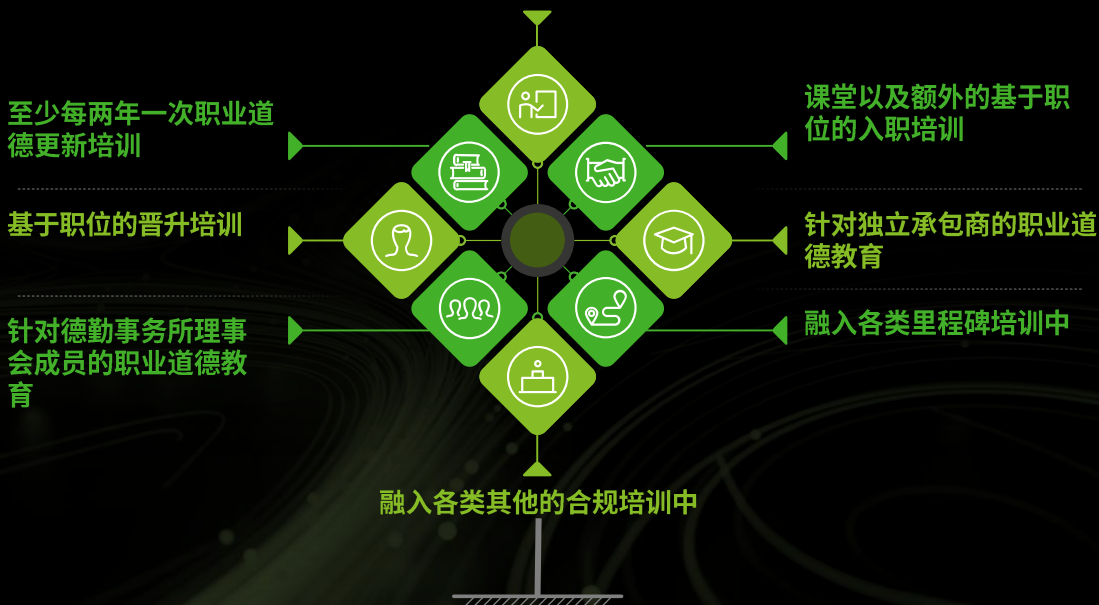 至少每两年一次职业道
德更新培训
基于职位的晋升培训
针对德勤事务所理事
会成员的职业道德教
育
课堂以及额外的基于职
位的入职培训
针对独立承包商的职业道
德教育
融入各类里程碑培训中
融入各类其他的合规培训中